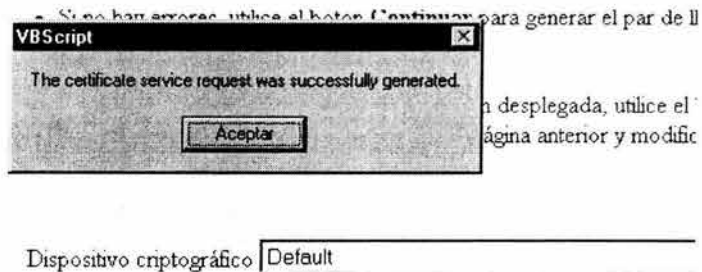 • Si no hay errores, utilice el boton Continuar para generar el par de ll
VBScript
The certificate service request was successfully generated.
n desplegada, utilice el
Aceptar
ágina anterior y modific
Dispositivo criptográfico Default